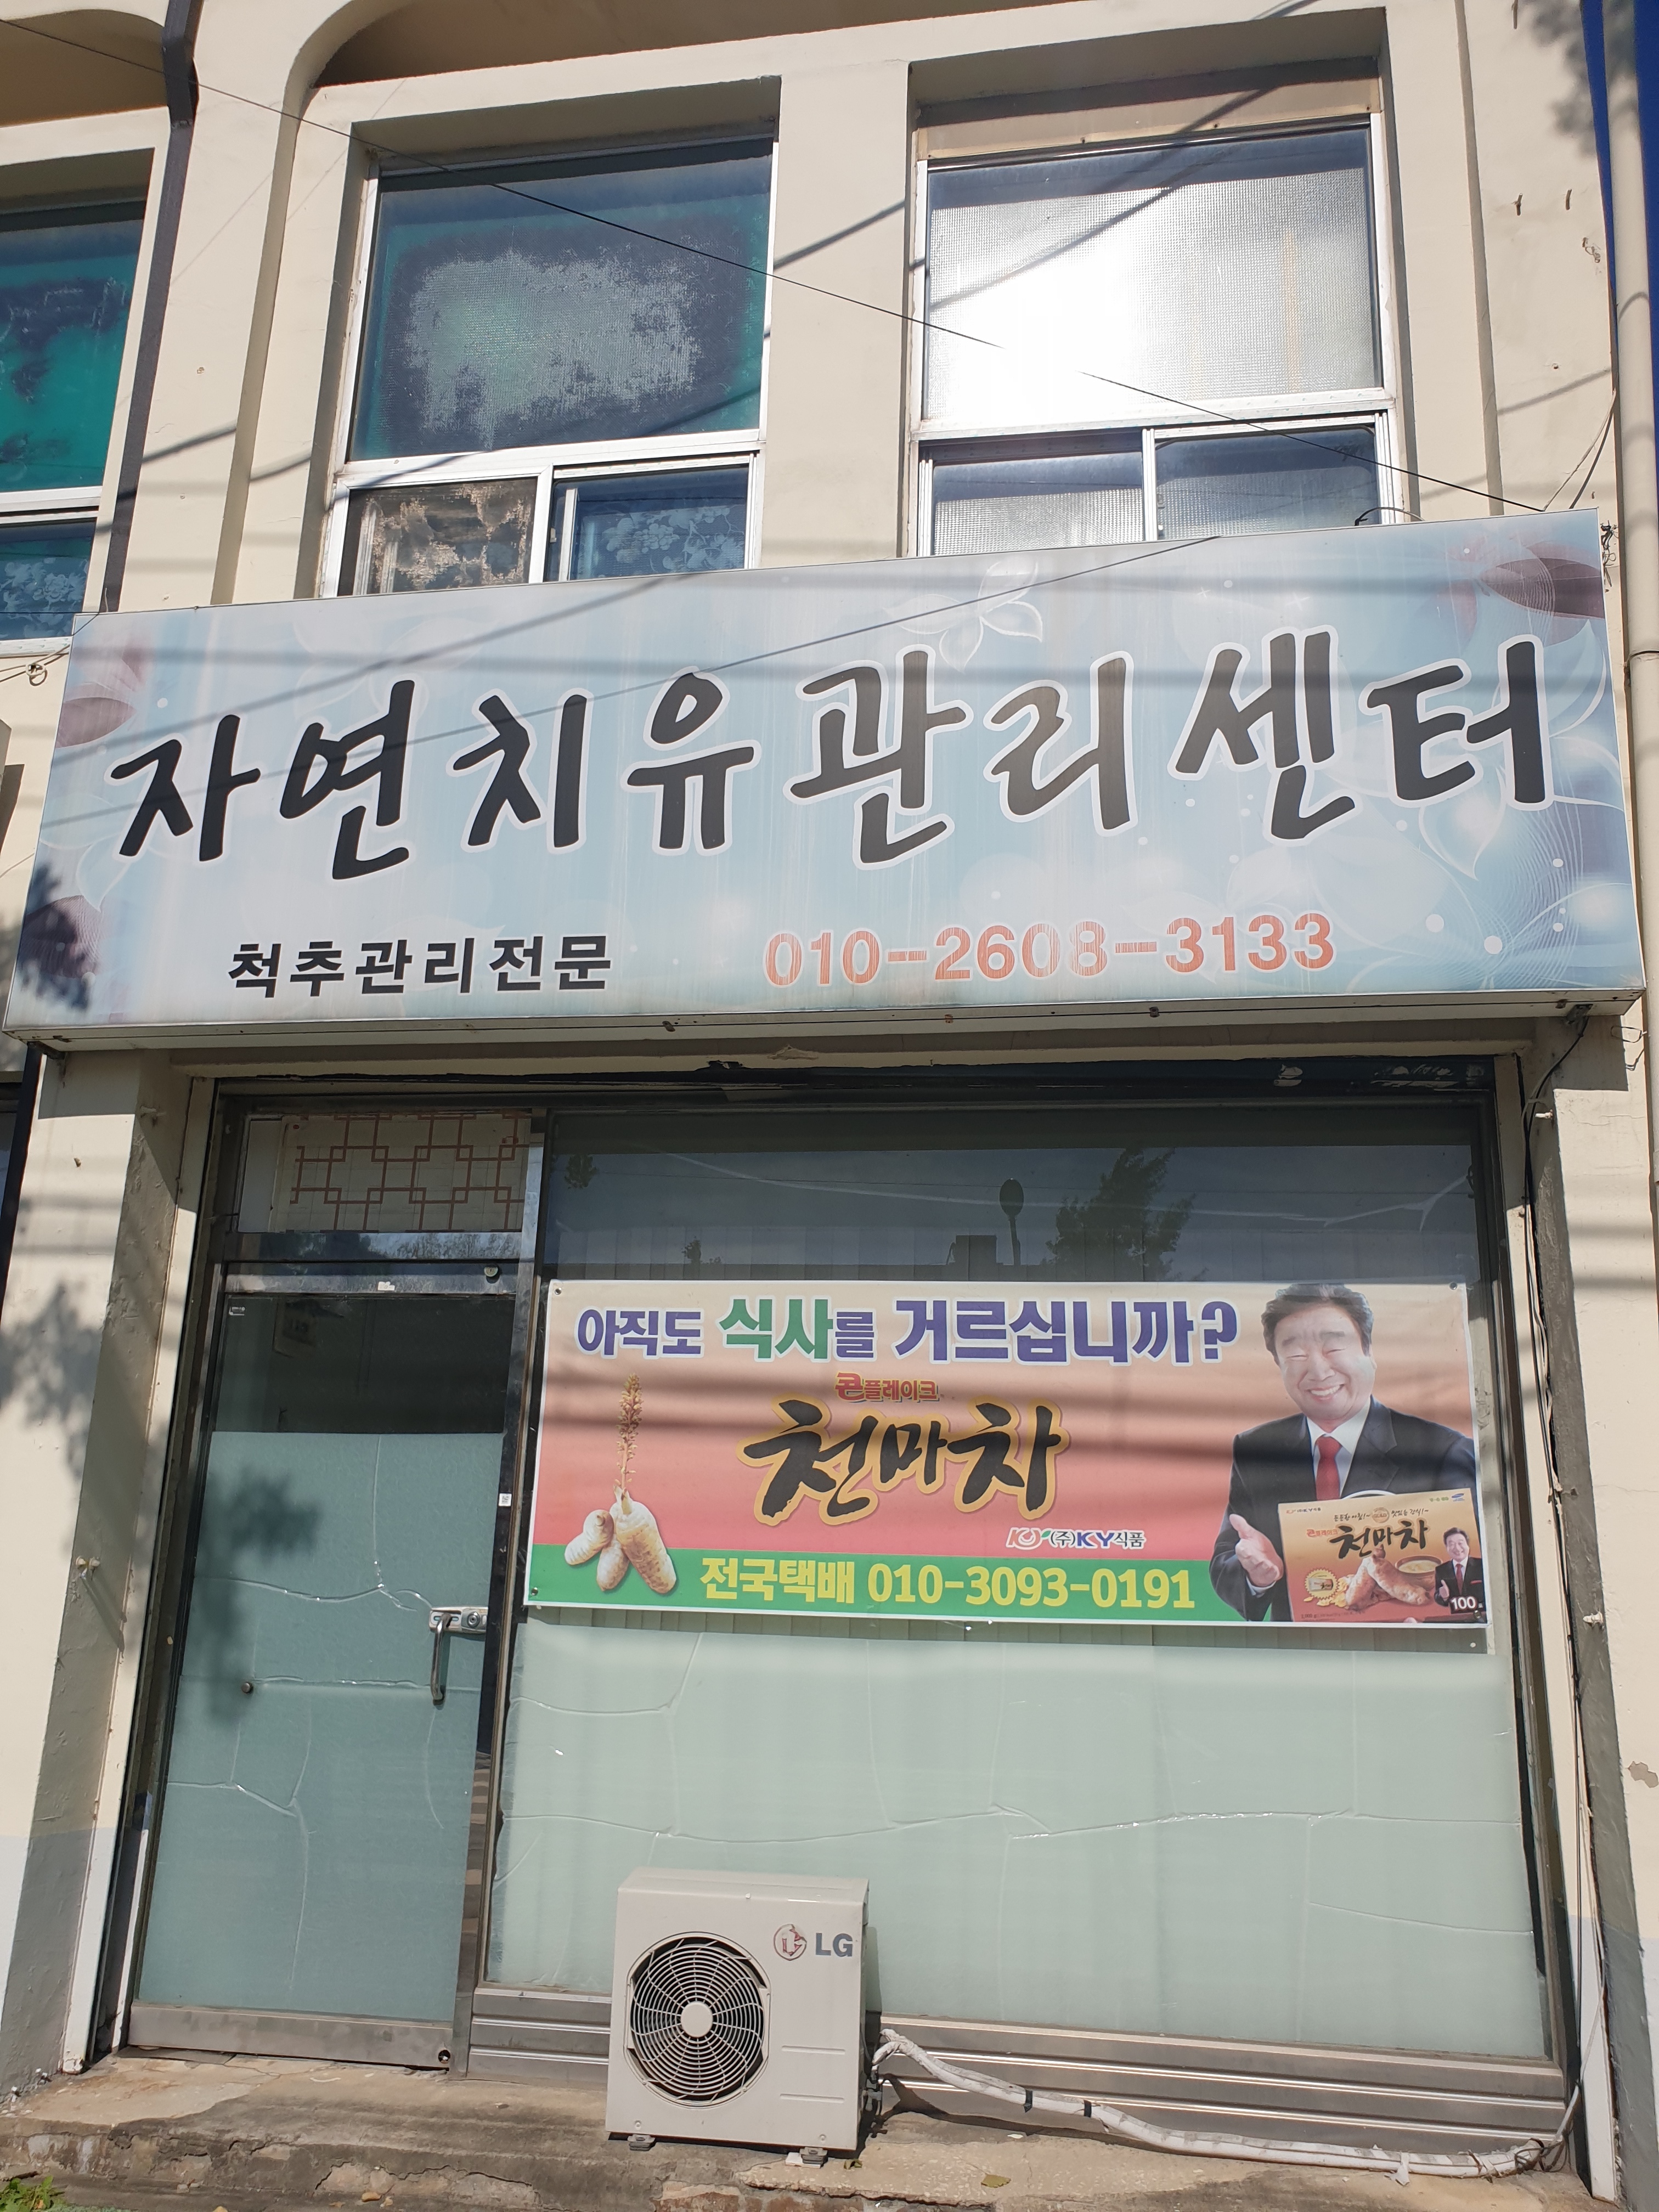 자연치유관리센터
척추관리전문 010-2608-3133
아직도 식사를 거르십니까?
콘플레이크
천마차
(주)KY식품
전국택배 010-3093-0191
천마차
100
LG